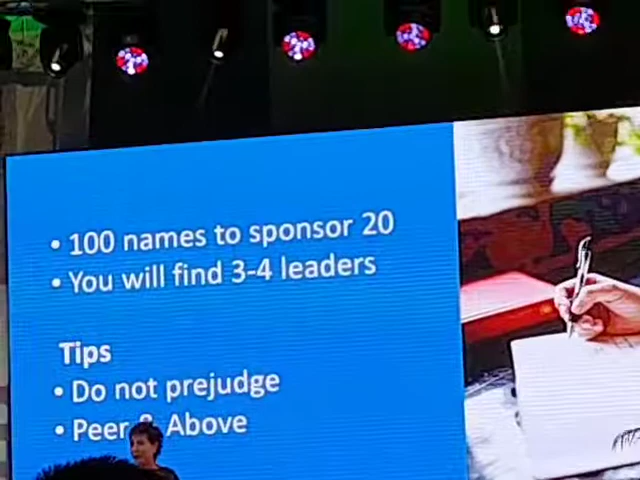 • 100 names to sponsor 20
• You will find 3-4 leaders
Tips
• Do not prejudge
• Peer & Above